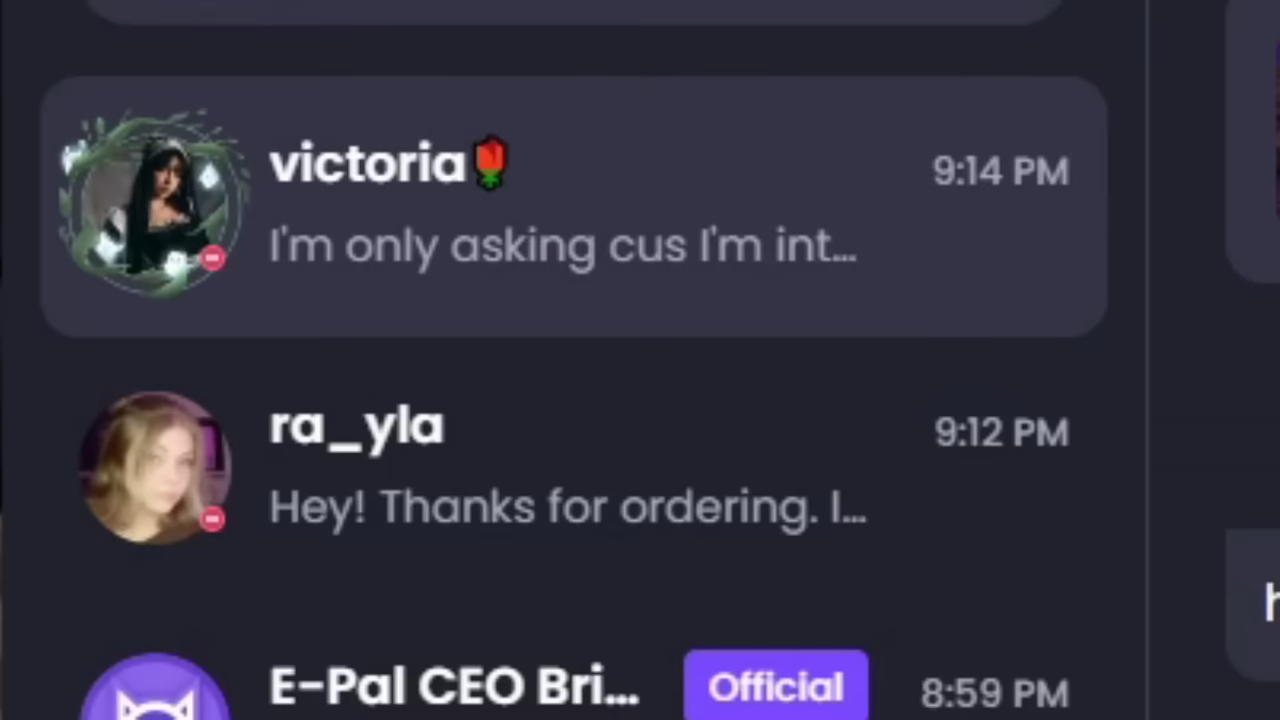 victoria🌹
9:14 PM
I'm only asking cus I'm int...
ra_yla
9:12 PM
Hey! Thanks for ordering. I...
E-Pal CEO Bri...
Official
8:59 PM
h